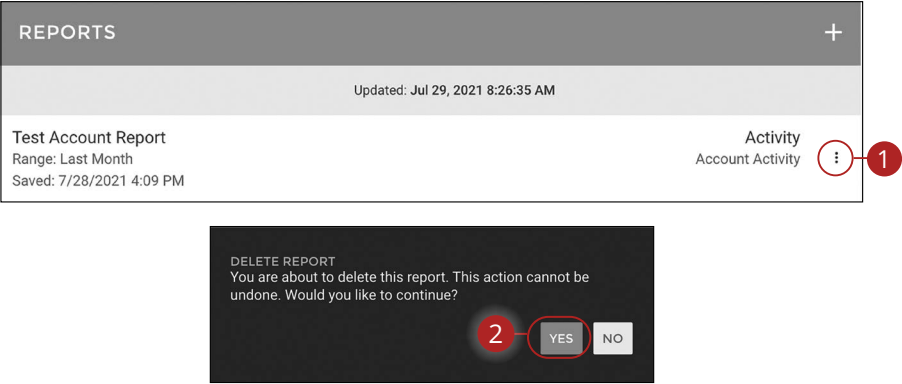 REPORTS +
Updated: Jul 29, 2021 8:26:35 AM
Test Account Report
Range: Last Month
Saved: 7/28/2021 4:09 PM
Activity
Account Activity
1
DELETE REPORT
You are about to delete this report. This action cannot be
undone. Would you like to continue?
2 YES NO